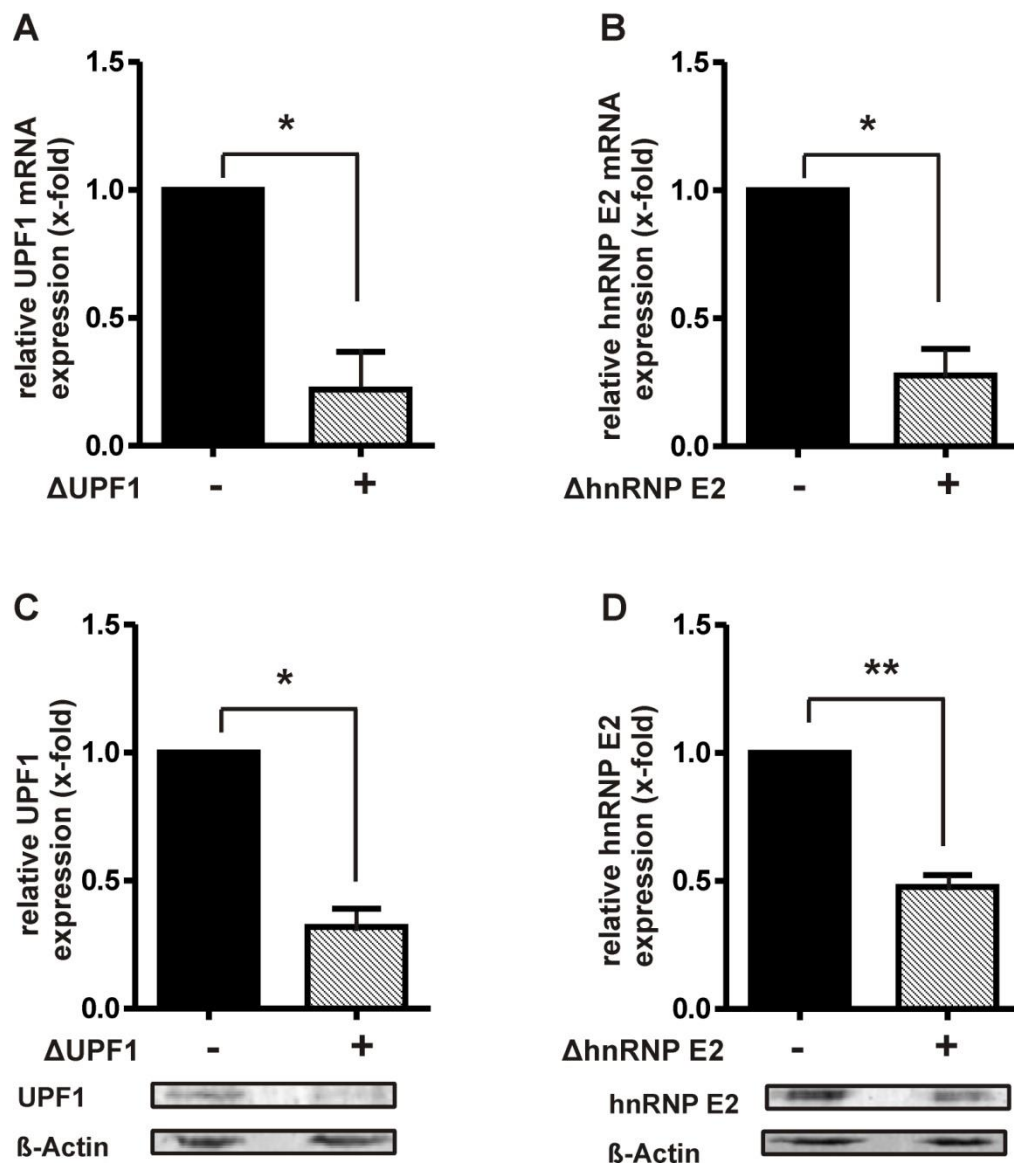 A
relative UPF1 mRNA
expression (x-fold)
1.5
1.0
0.5
0.0
*
ΔUPF1 - +
B
relative hnRNP E2 mRNA
expression (x-fold)
1.5
1.0
0.5
0.0
*
ΔhnRNP E2 - +
C
relative UPF1
expression (x-fold)
1.5
1.0
0.5
0.0
*
ΔUPF1 - +
UPF1
ß-Actin
D
relative hnRNP E2
expression (x-fold)
1.5
1.0
0.5
0.0
**
ΔhnRNP E2 - +
hnRNP E2
ß-Actin